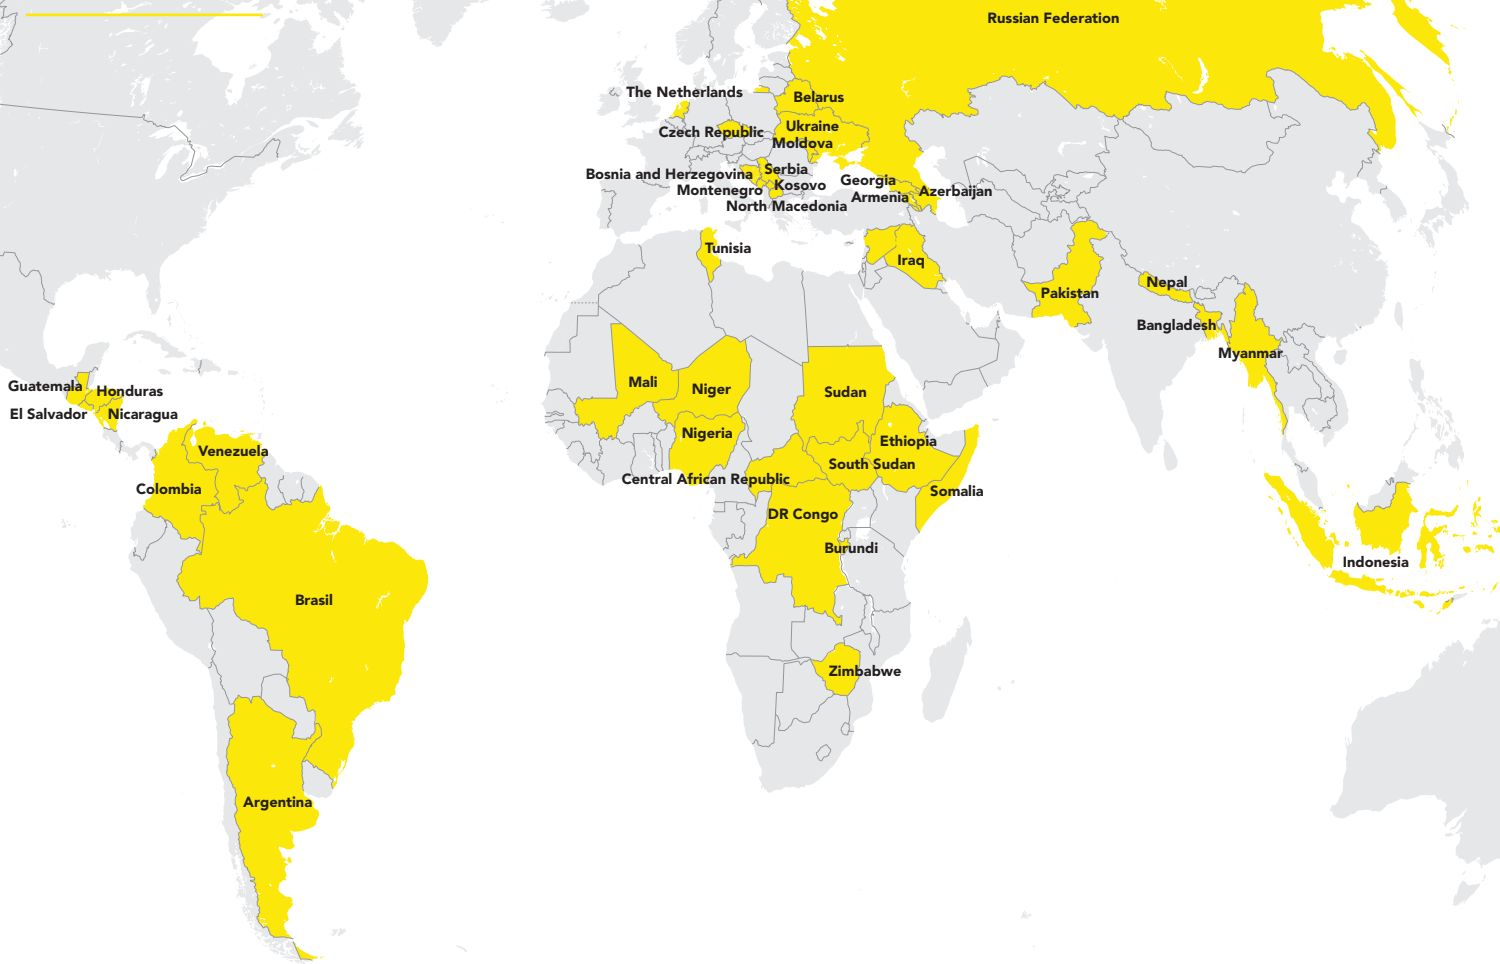 Russian Federation
The Netherlands
Belarus
Czech Republic
Ukraine
Moldova
Bosnia and Herzegovina
Serbia
Montenegro
Kosovo
Georgia
Armenia
Azerbaijan
North Macedonia
Tunisia
Iraq
Pakistan
Nepal
Bangladesh
Myanmar
Guatemala
Honduras
El Salvador
Nicaragua
Mali
Niger
Sudan
Nigeria
Ethiopia
Venezuela
South Sudan
Colombia
Central African Republic
Somalia
DR Congo
Burundi
Indonesia
Brasil
Zimbabwe
Argentina